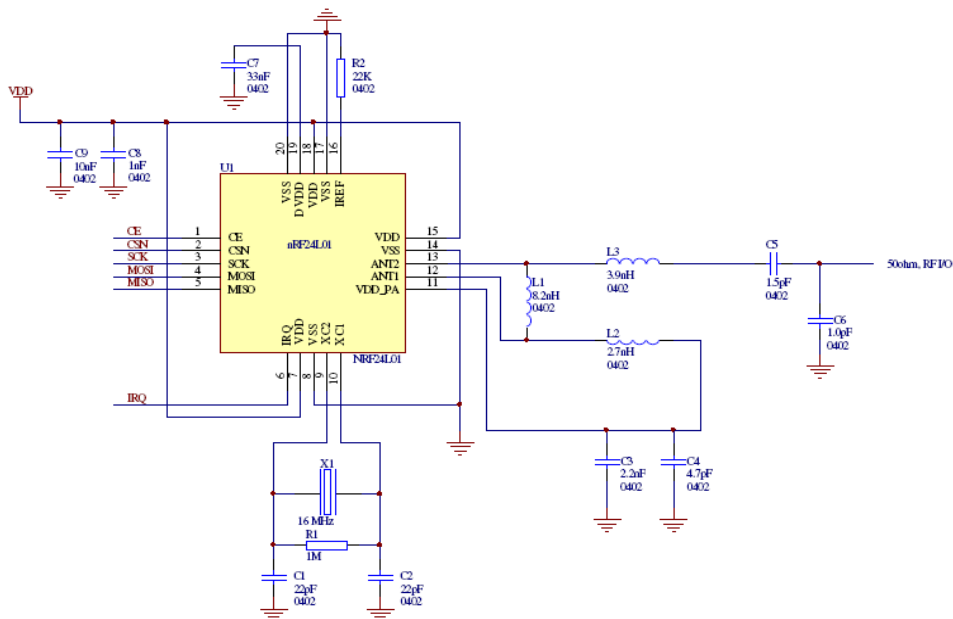 C7
33nF
0402
R2
22K
0402
VDD
C9
10nF
0402
C8
1nF
0402
20
19
18
17
16
U1
VSS
DVDD
VDD
VSS
IREF
nRF24L01
CE
1
CE
CSN
2
CSN
SCK
3
SCK
MOSI
4
MOSI
MISO
5
MISO
VDD
15
VSS
14
ANT2
13
ANT1
12
VDD_PA
11
IRQ
VDD
VSS
XC2
XC1
NRF24L01
6
7
8
9
10
IRQ
L3
3.9nH
0402
L1
8.2nH
0402
L2
2.7nH
0402
C5
1.5pF
0402
50ohm, RF I/O
C6
1.0pF
0402
C3
2.2nF
0402
C4
4.7pF
0402
X1
16 MHz
R1
1M
C1
22pF
0402
C2
22pF
0402